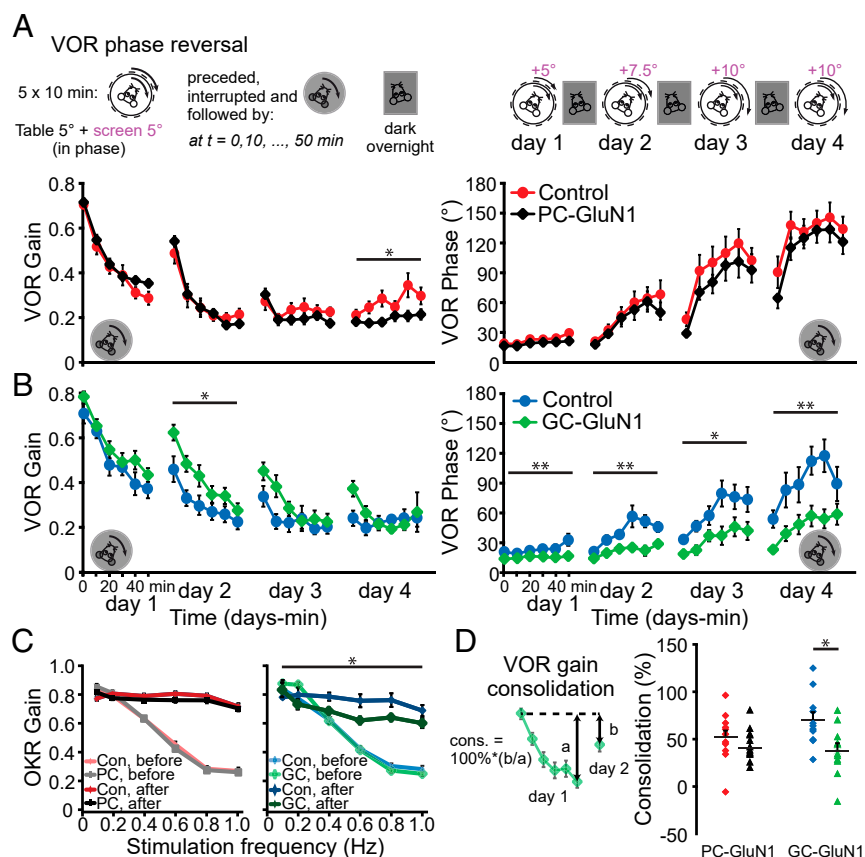 A
VOR phase reversal
5 x 10 min:
Table 5° + screen 5°
(in phase)
preceded,
interrupted and
followed by:
at t = 0,10, ..., 50 min
dark
overnight
+5° +7.5° +10° +10°
day 1 day 2 day 3 day 4
VOR Gain
0.8
0.6
0.4
0.2
0
*
VOR Phase (°)
180
150
120
90
60
30
0
Control
PC-GluN1
B
VOR Gain
0.8
0.6
0.4
0.2
0
*
0 20 40 min
day 1 day 2 day 3 day 4
Time (days-min)
VOR Phase (°)
180
150
120
90
60
30
0
Control
GC-GluN1
** ** * **
0 20 40 min
day 1 day 2 day 3 day 4
Time (days-min)
C
OKR Gain
1.0
0.8
0.6
0.4
0.2
0
Con, before
PC, before
Con, after
PC, after
0 0.2 0.4 0.6 0.8 1.0
*
Con, before
GC, before
Con, after
GC, after
0 0.2 0.4 0.6 0.8 1.0
Stimulation frequency (Hz)
D
VOR gain
consolidation
cons. =
100%*(b/a)
a
b
day 1
day 2
Consolidation (%)
150
100
50
0
-50
*
PC-GluN1 GC-GluN1